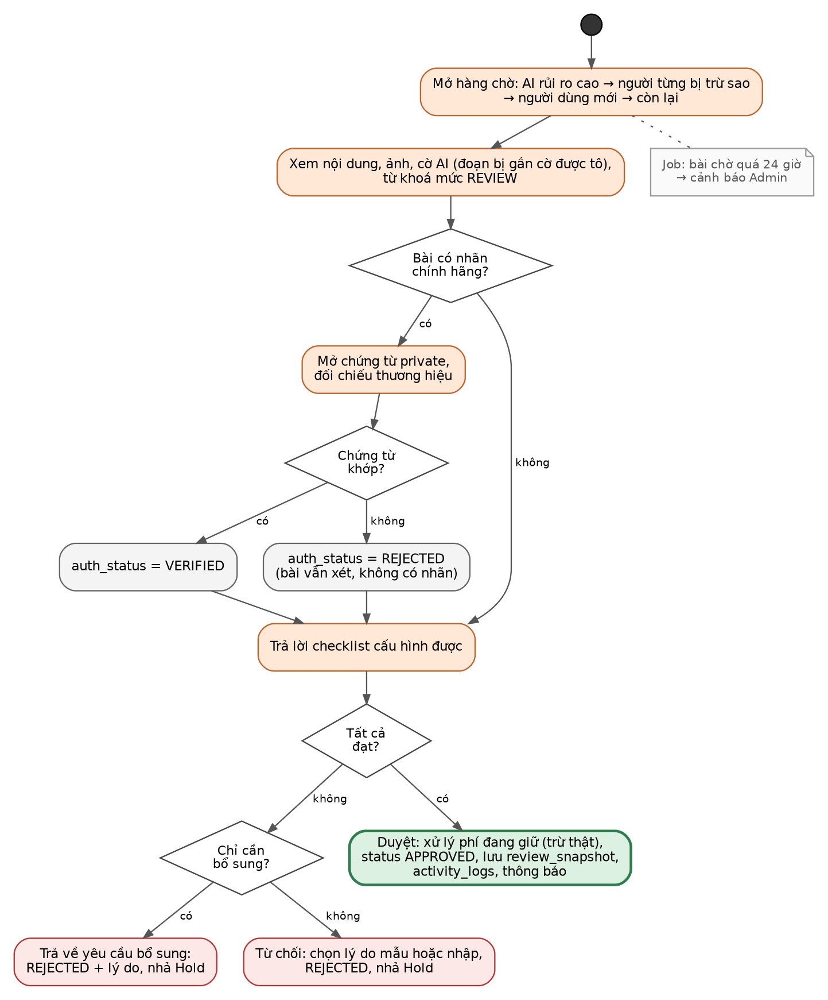 Mở hàng chờ: AI rủi ro cao → người từng bị trừ sao
→ người dùng mới → còn lại
Xem nội dung, ảnh, cờ AI (đoạn bị gắn cờ được tô),
từ khoá mức REVIEW
Job: bài chờ quá 24 giờ
→ cảnh báo Admin
Bài có nhãn
chính hãng?
có
Mở chứng từ private,
đối chiếu thương hiệu
Chứng từ
khớp?
không
có
không
auth_status = VERIFIED
auth_status = REJECTED
(bài vẫn xét, không có nhãn)
Trả lời checklist cấu hình được
Tất cả
đạt?
không
có
Chỉ cần
bổ sung?
Duyệt: xử lý phí đang giữ (trừ thật),
status APPROVED, lưu review_snapshot,
activity_logs, thông báo
có
không
Trả về yêu cầu bổ sung:
REJECTED + lý do, nhả Hold
Từ chối: chọn lý do mẫu hoặc nhập,
REJECTED, nhả Hold